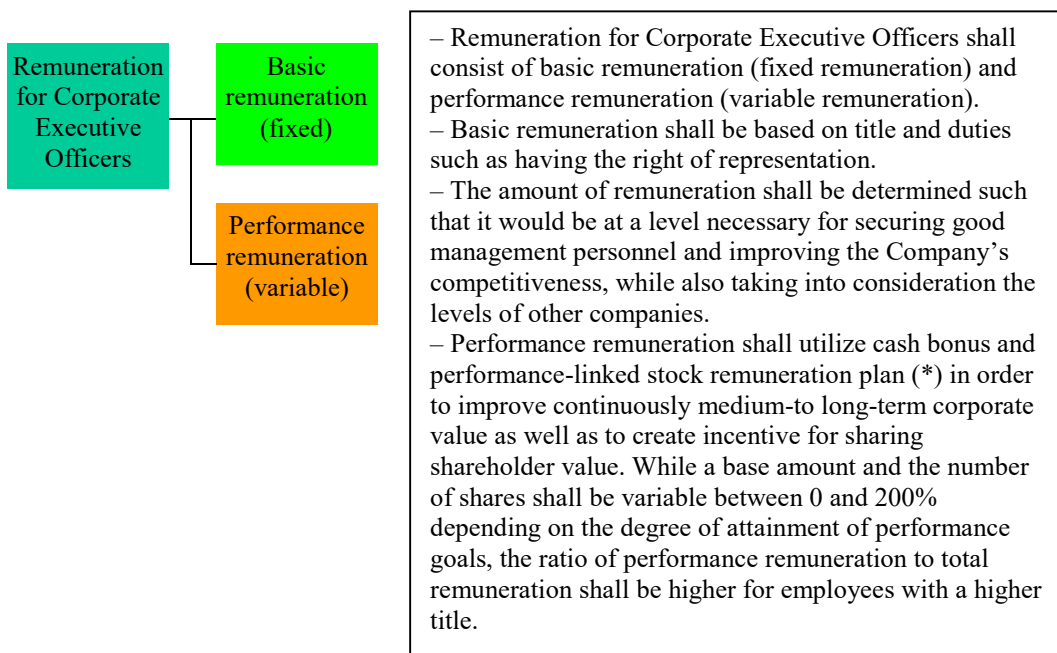 Remuneration
for Corporate
Executive
Officers
Basic
remuneration
(fixed)
Performance
remuneration
(variable)
– Remuneration for Corporate Executive Officers shall
consist of basic remuneration (fixed remuneration) and
performance remuneration (variable remuneration).
– Basic remuneration shall be based on title and duties
such as having the right of representation.
– The amount of remuneration shall be determined such
that it would be at a level necessary for securing good
management personnel and improving the Company’s
competitiveness, while also taking into consideration the
levels of other companies.
– Performance remuneration shall utilize cash bonus and
performance-linked stock remuneration plan (*) in order
to improve continuously medium-to long-term corporate
value as well as to create incentive for sharing
shareholder value. While a base amount and the number
of shares shall be variable between 0 and 200%
depending on the degree of attainment of performance
goals, the ratio of performance remuneration to total
remuneration shall be higher for employees with a higher
title.